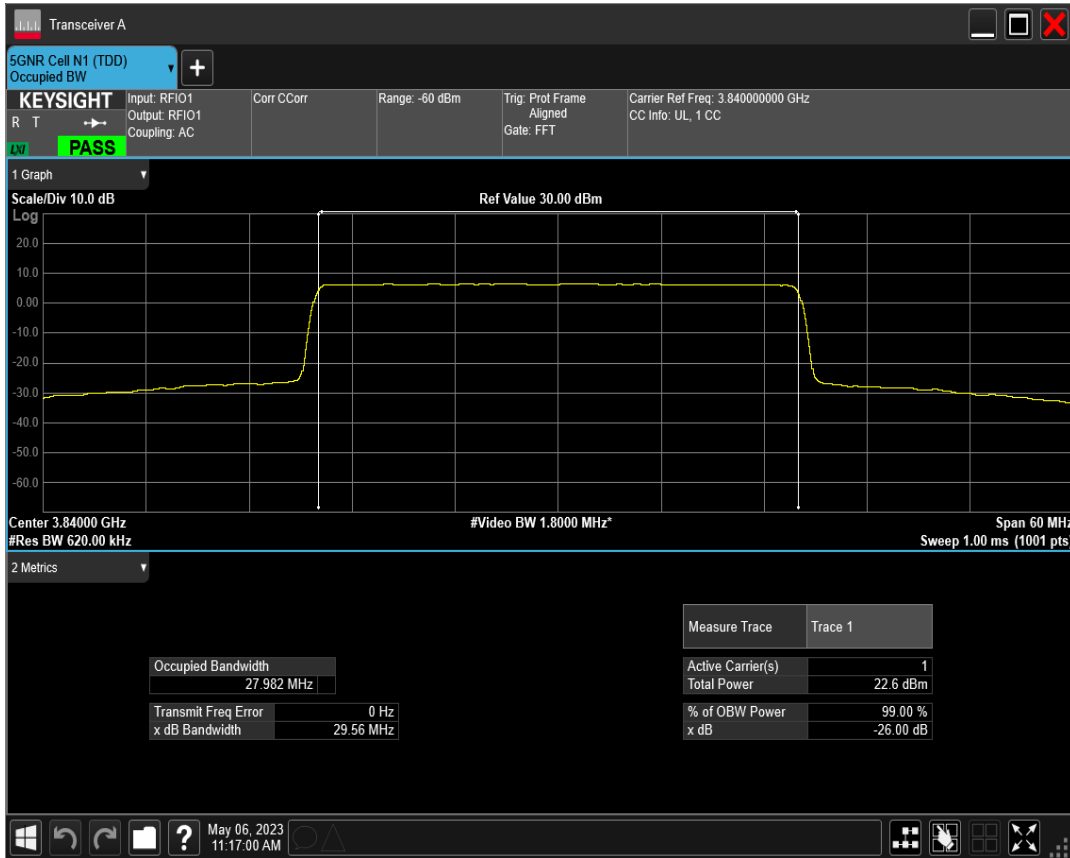 Transceiver A
5GNR Cell N1 (TDD)
Occupied BW
+
KEYSIGHT
R T
LXI
PASS
Input: RFIO1
Output: RFIO1
Coupling: AC
Corr CCorr
Range: -60 dBm
Trig: Prot Frame
Aligned
Gate: FFT
Carrier Ref Freq: 3.840000000 GHz
CC Info: UL, 1 CC
1 Graph
Scale/Div 10.0 dB
Ref Value 30.00 dBm
Log
20.0
10.0
0.00
-10.0
-20.0
-30.0
-40.0
-50.0
-60.0
Center 3.84000 GHz
#Video BW 1.8000 MHz*
Span 60 MHz
#Res BW 620.00 kHz
Sweep 1.00 ms (1001 pts)
2 Metrics
Measure Trace Trace 1
Occupied Bandwidth
27.982 MHz
Active Carrier(s) 1
Total Power 22.6 dBm
Transmit Freq Error 0 Hz
x dB Bandwidth 29.56 MHz
% of OBW Power 99.00 %
x dB -26.00 dB
?
May 06, 2023
11:17:00 AM